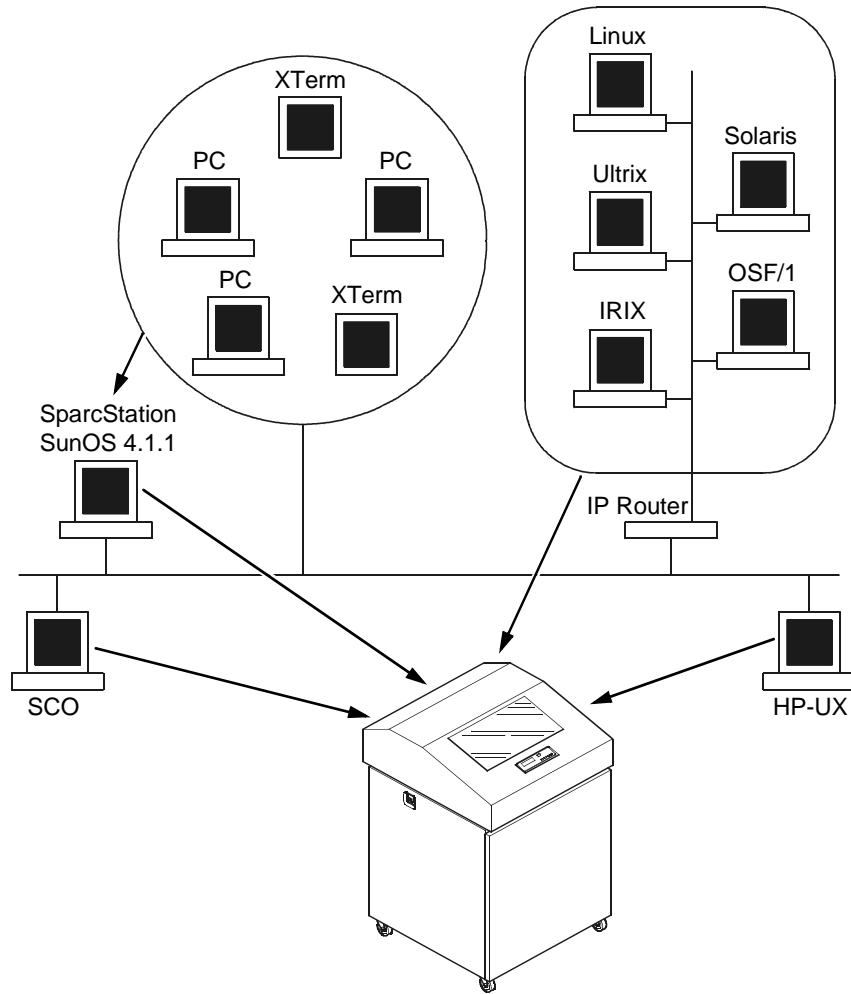 Linux
XTerm
Solaris
PC
PC
Ultrix
OSF/1
PC
XTerm
IRIX
SparcStation
SunOS 4.1.1
IP Router
SCO
HP-UX